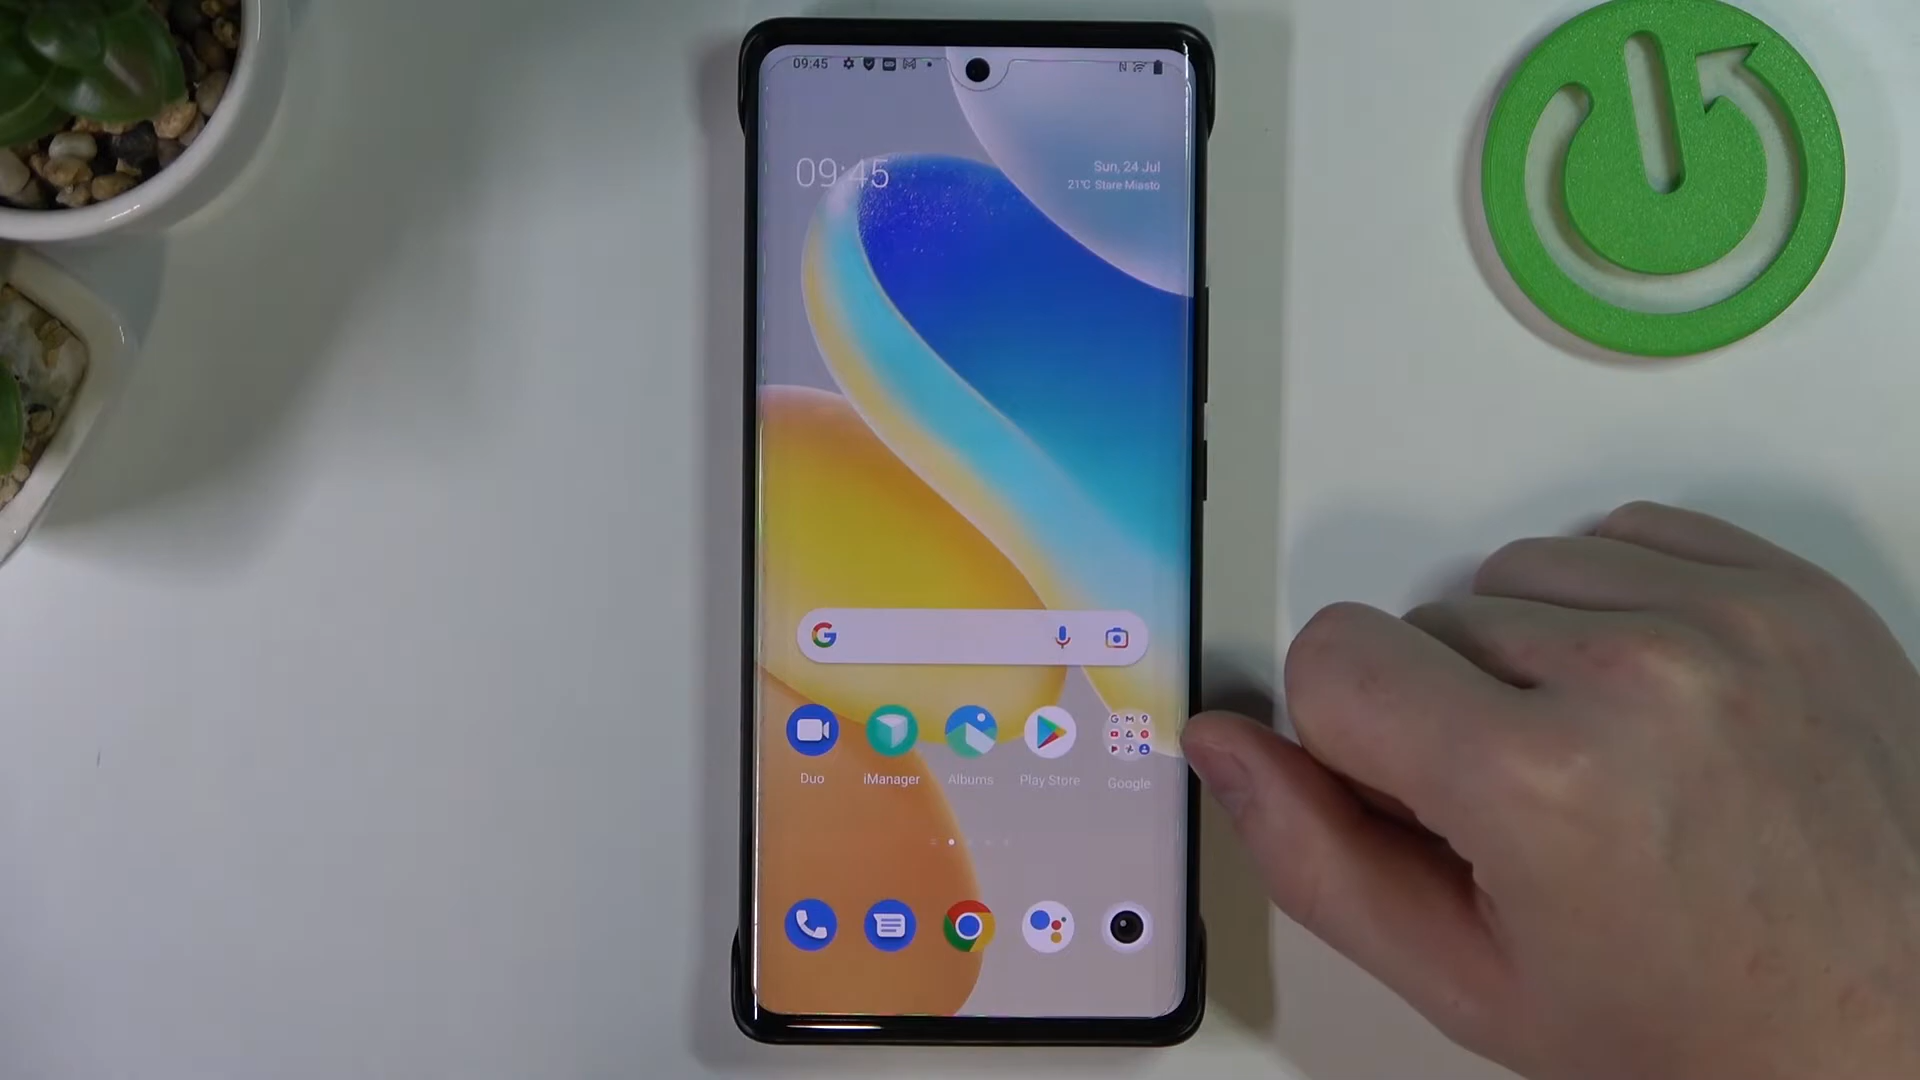 09:45
09:45
Sun, 24 Jul
21°C Stare Miasto
Duo
iManager
Albums
Play Store
Google